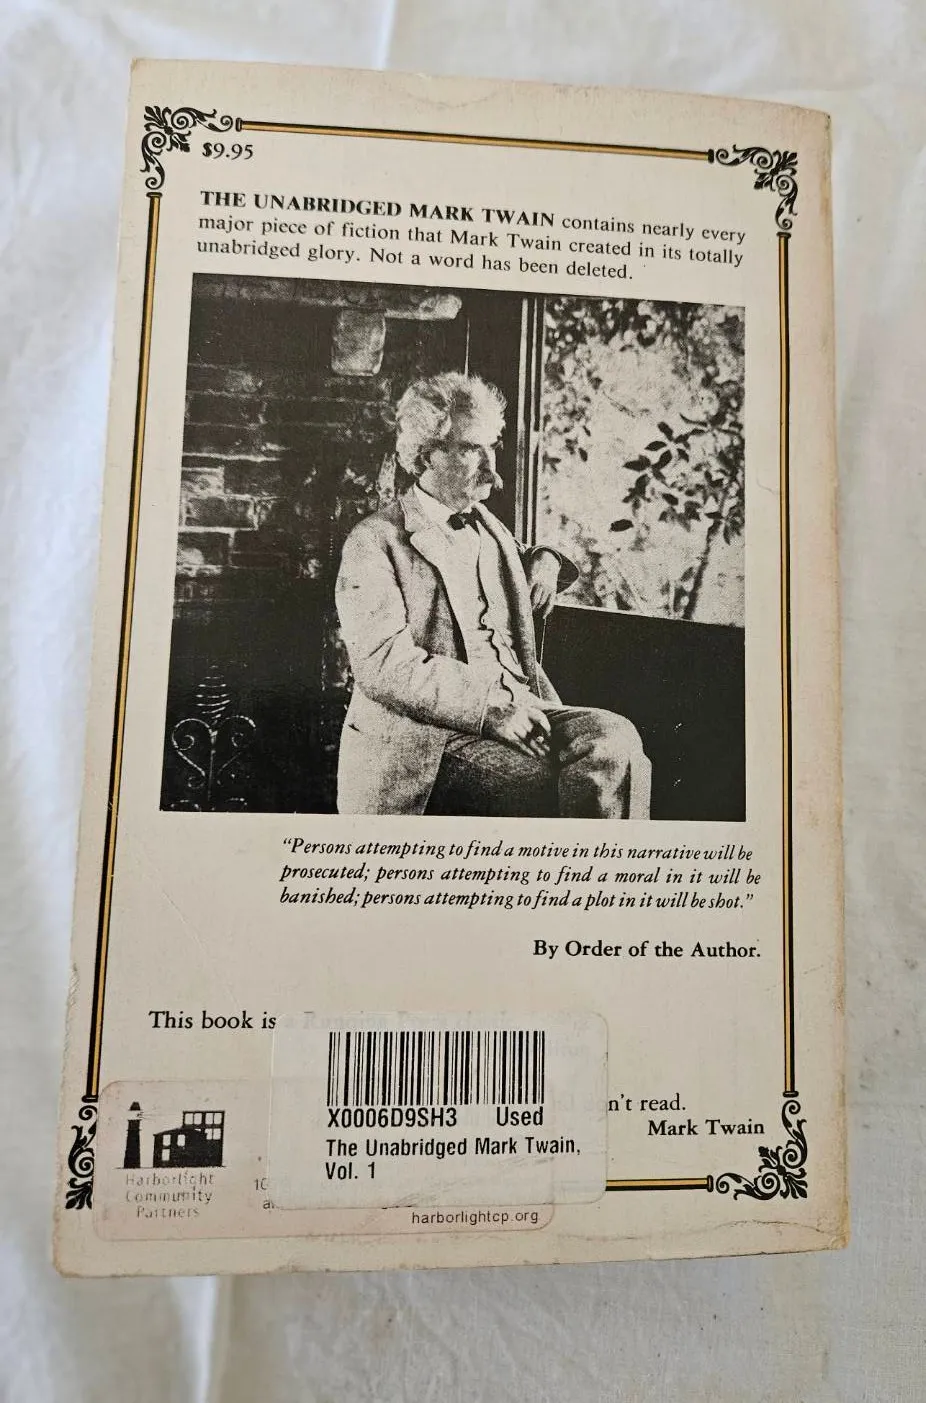 $9.95
THE UNABRIDGED MARK TWAIN contains nearly every
major piece of fiction that Mark Twain created in its totally
unabridged glory. Not a word has been deleted.
"Persons attempting to find a motive in this narrative will be
prosecuted; persons attempting to find a moral in it will be
banished; persons attempting to find a plot in it will be shot."
By Order of the Author.
This book is
n't read.
Mark Twain
X0006D9SH3 Used
The Unabridged Mark Twain,
Vol. 1
Harborlight
Community
Partners
harborlightcp.org